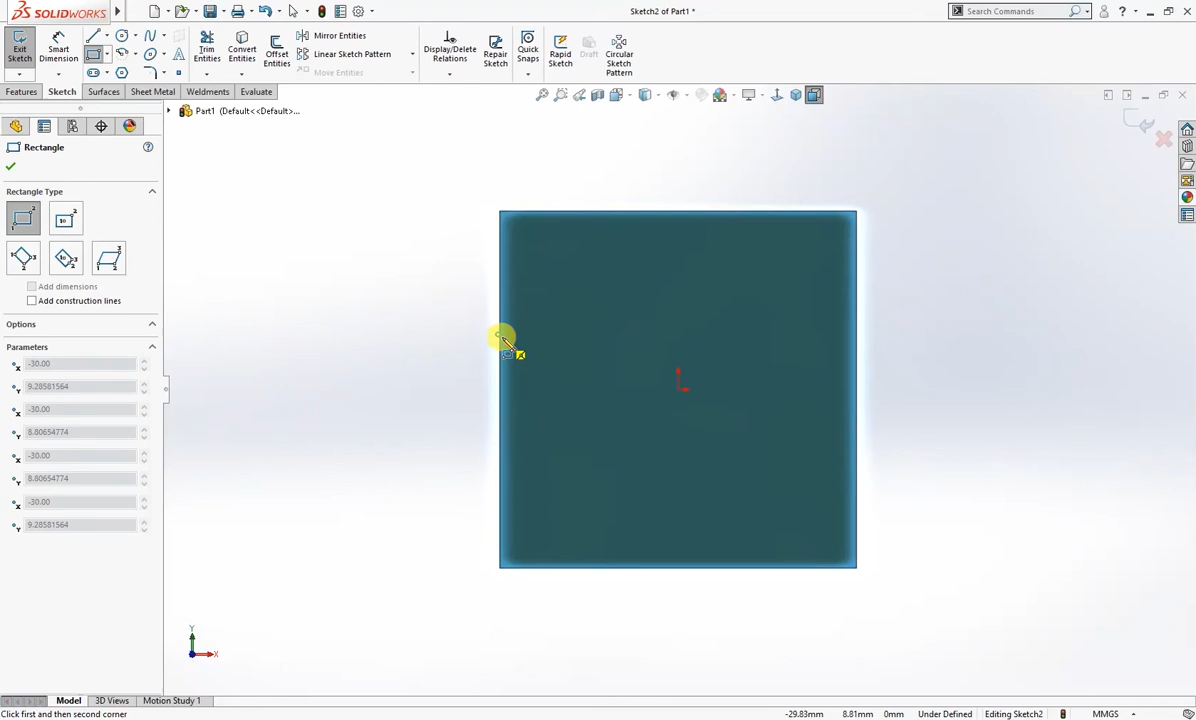 SOLIDWORKS
Sketch2 of Part1 *
Search Commands
Exit Sketch
Smart Dimension
Trim Entities
Convert Entities
Offset Entities
Mirror Entities
Linear Sketch Pattern
Move Entities
Display/Delete Relations
Repair Sketch
Quick Snaps
Rapid Sketch
Draft
Circular Sketch Pattern
Features
Sketch
Surfaces
Sheet Metal
Weldments
Evaluate
Part1 (Default<<Default>...
Rectangle
Rectangle Type
Add dimensions
Add construction lines
Options
Parameters
-30.00
9.28581564
-30.00
8.80654774
-30.00
8.80654774
-30.00
9.28581564
Y
X
Model
3D Views
Motion Study 1
Click first and then second corner
-29.83mm
8.81mm
0mm
Under Defined
Editing Sketch2
MMGS